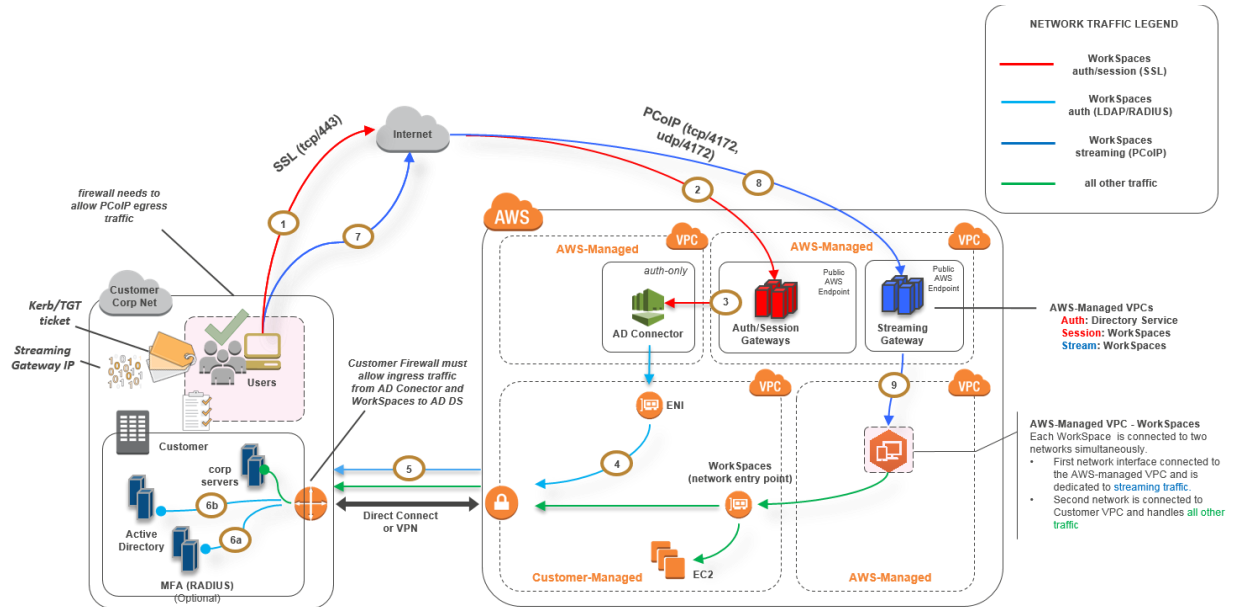 NETWORK TRAFFIC LEGEND
WorkSpaces
auth/session (SSL)
WorkSpaces
auth (LDAP/RADIUS)
WorkSpaces
streaming (PCoIP)
all other traffic
Internet
SSL (tcp/443)
PCoIP (tcp/4172,
udp/4172)
1
7
2
8
firewall needs to
allow PCoIP egress
traffic
Customer
Corp Net
Kerb/TGT
ticket
Streaming
Gateway IP
Users
Customer Firewall must
allow ingress traffic
from AD Conector and
WorkSpaces to AD DS
Customer
corp
servers
6b
Active
Directory
6a
MFA (RADIUS)
(Optional)
5
Direct Connect
or VPN
AWS
AWS-Managed
VPC
auth-only
AD Connector
3
AWS-Managed
VPC
Public
AWS
Endpoint
Auth/Session
Gateways
Public
AWS
Endpoint
Streaming
Gateway
9
VPC
ENI
4
WorkSpaces
(network entry point)
EC2
Customer-Managed
VPC
AWS-Managed
AWS-Managed VPCs
Auth: Directory Service
Session: WorkSpaces
Stream: WorkSpaces
AWS-Managed VPC - WorkSpaces
Each WorkSpace is connected to two
networks simultaneously.
• First network interface connected to
the AWS-managed VPC and is
dedicated to streaming traffic.
• Second network is connected to
Customer VPC and handles all other
traffic